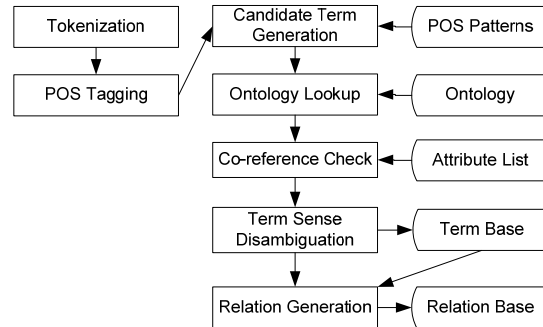 Tokenization
POS Tagging
Candidate Term
Generation
POS Patterns
Ontology Lookup
Ontology
Co-reference Check
Attribute List
Term Sense
Disambiguation
Term Base
Relation Generation
Relation Base